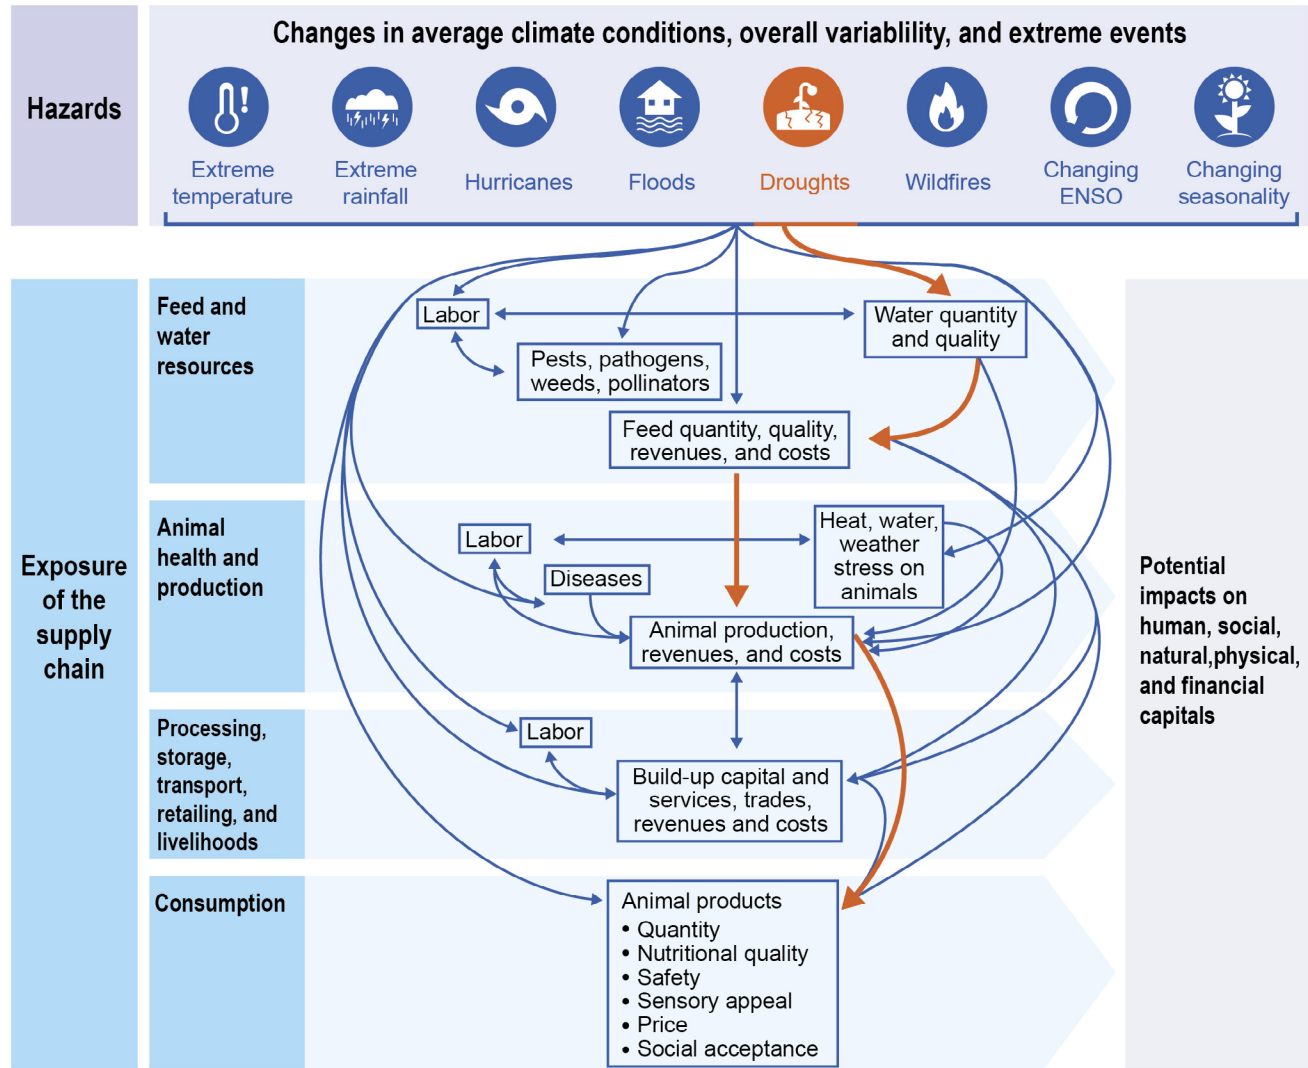 Changes in average climate conditions, overall variablility, and extreme events
Hazards
Extreme
temperature
Extreme
rainfall
Hurricanes
Floods
Droughts
Wildfires
Changing
ENSO
Changing
seasonality
Exposure
of the
supply
chain
Feed and
water
resources
Labor
Water quantity
and quality
Pests, pathogens,
weeds, pollinators
Feed quantity, quality,
revenues, and costs
Animal
health and
production
Labor
Heat, water,
weather
stress on
animals
Diseases
Animal production,
revenues, and costs
Processing,
storage,
transport,
retailing, and
livelihoods
Labor
Build-up capital and
services, trades,
revenues and costs
Consumption
Animal products
• Quantity
• Nutritional quality
• Safety
• Sensory appeal
• Price
• Social acceptance
Potential
impacts on
human, social,
natural,physical,
and financial
capitals